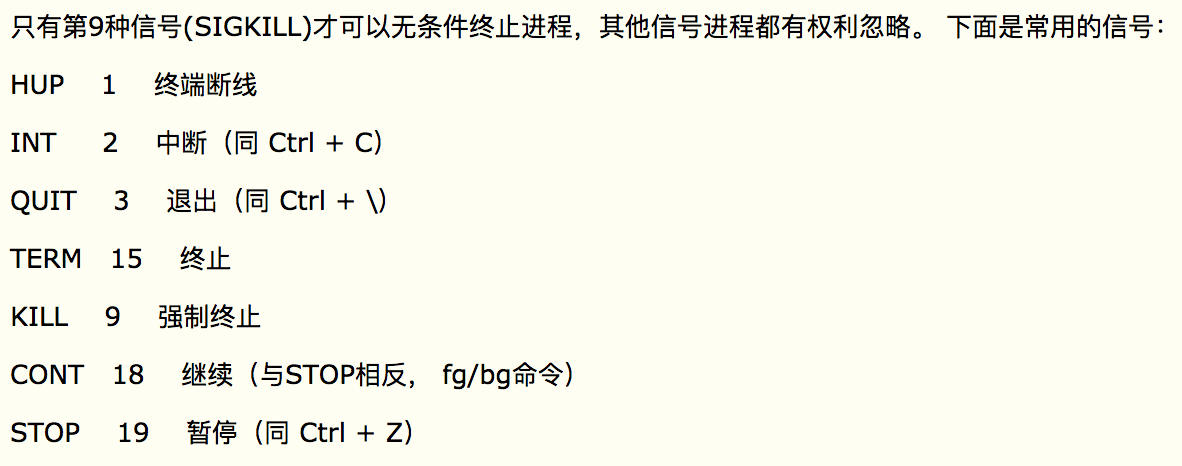 只有第9种信号(SIGKILL)才可以无条件终止进程，其他信号进程都有权利忽略。 下面是常用的信号：
HUP 1 终端断线
INT 2 中断（同 Ctrl + C）
QUIT 3 退出（同 Ctrl + \）
TERM 15 终止
KILL 9 强制终止
CONT 18 继续（与STOP相反， fg/bg命令）
STOP 19 暂停（同 Ctrl + Z）